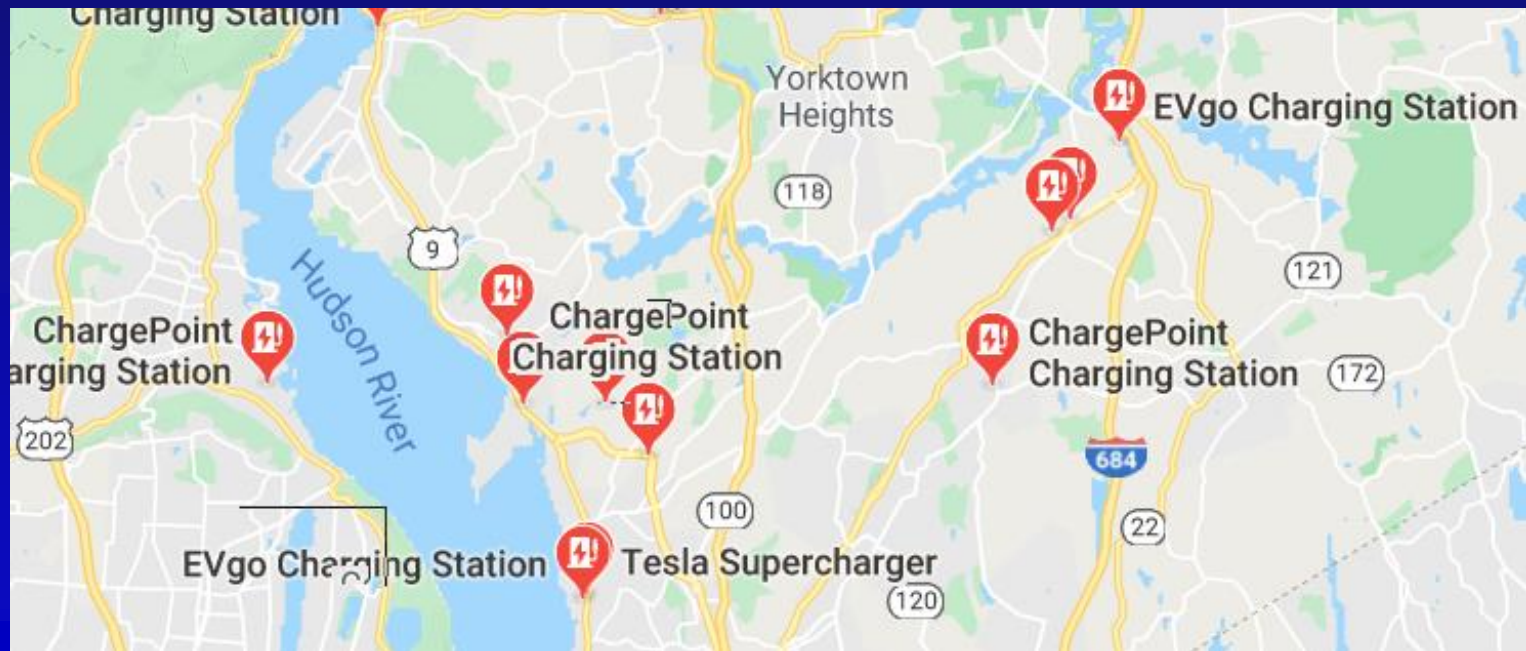 Charging Station
Yorktown
Heights
EVgo Charging Station
118
9
121
Hudson River
ChargePoint
arging Station
ChargePoint
Charging Station
ChargePoint
Charging Station
172
202
684
100
22
EVgo Charging Station
Tesla Supercharger
120